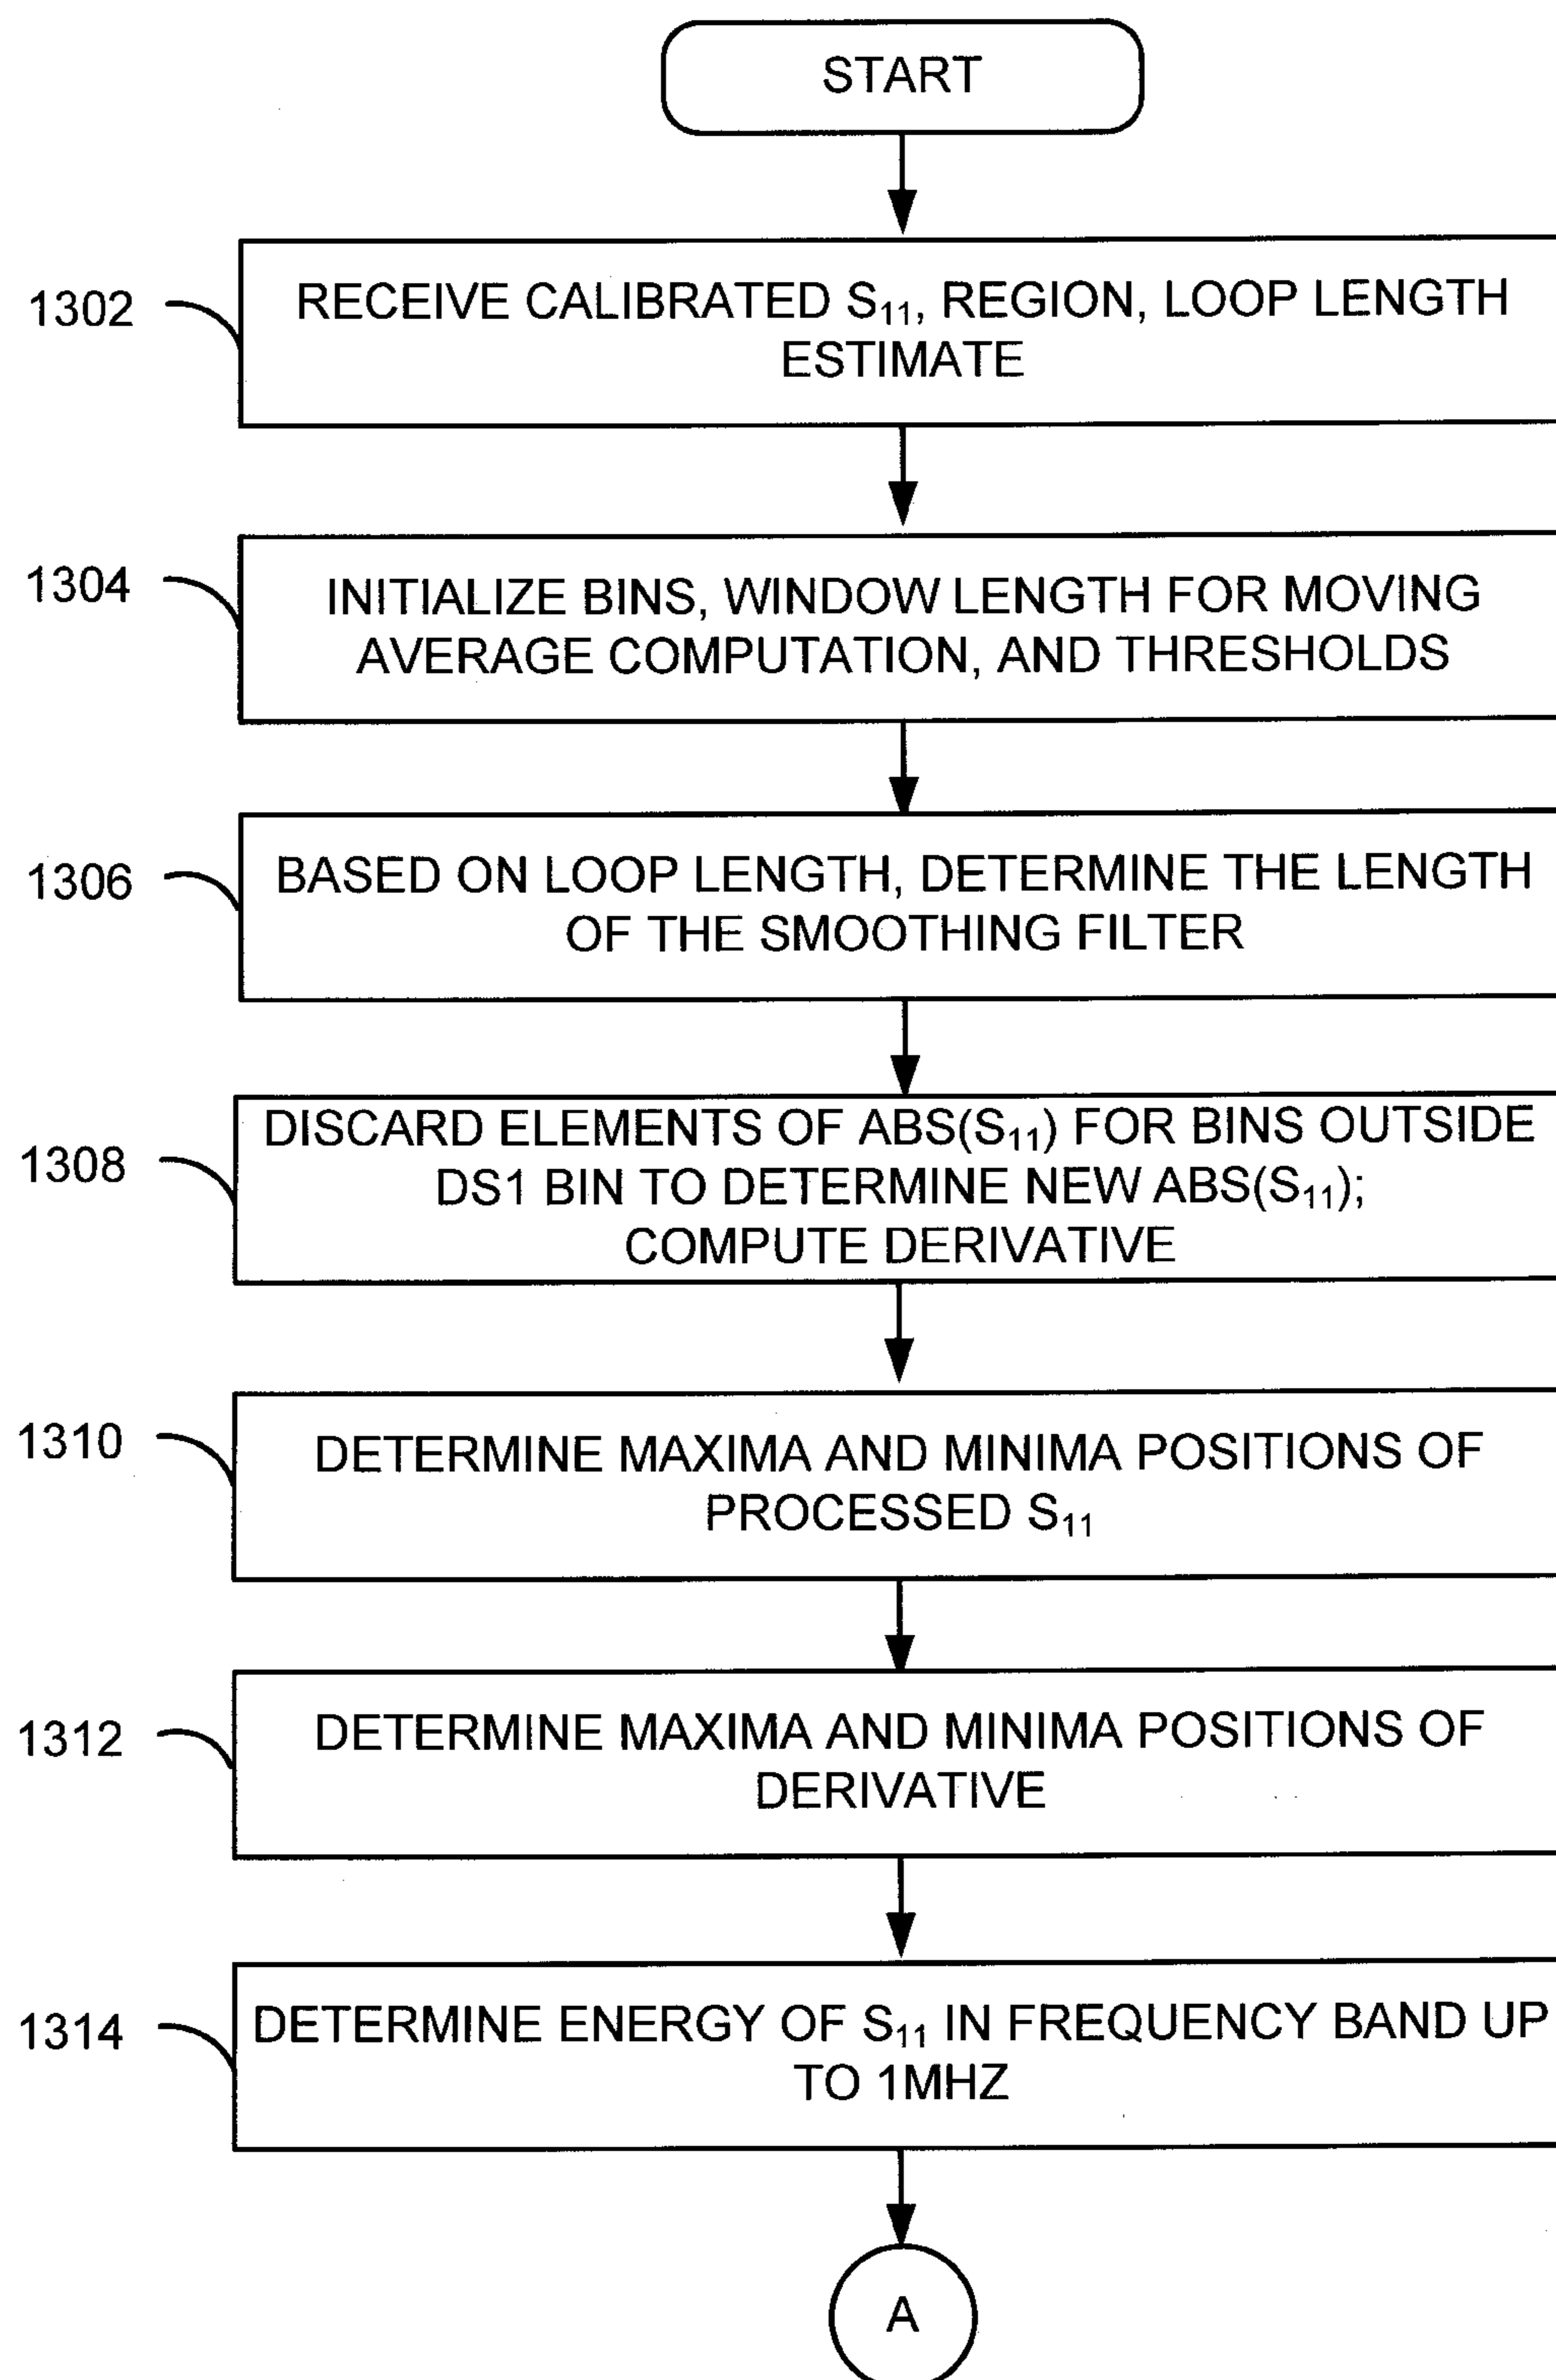 START
1302
RECEIVE CALIBRATED S₁₁, REGION, LOOP LENGTH
ESTIMATE
1304
INITIALIZE BINS, WINDOW LENGTH FOR MOVING
AVERAGE COMPUTATION, AND THRESHOLDS
1306
BASED ON LOOP LENGTH, DETERMINE THE LENGTH
OF THE SMOOTHING FILTER
1308
DISCARD ELEMENTS OF ABS(S₁₁) FOR BINS OUTSIDE
DS1 BIN TO DETERMINE NEW ABS(S₁₁);
COMPUTE DERIVATIVE
1310
DETERMINE MAXIMA AND MINIMA POSITIONS OF
PROCESSED S₁₁
1312
DETERMINE MAXIMA AND MINIMA POSITIONS OF
DERIVATIVE
1314
DETERMINE ENERGY OF S₁₁ IN FREQUENCY BAND UP
TO 1MHZ
A